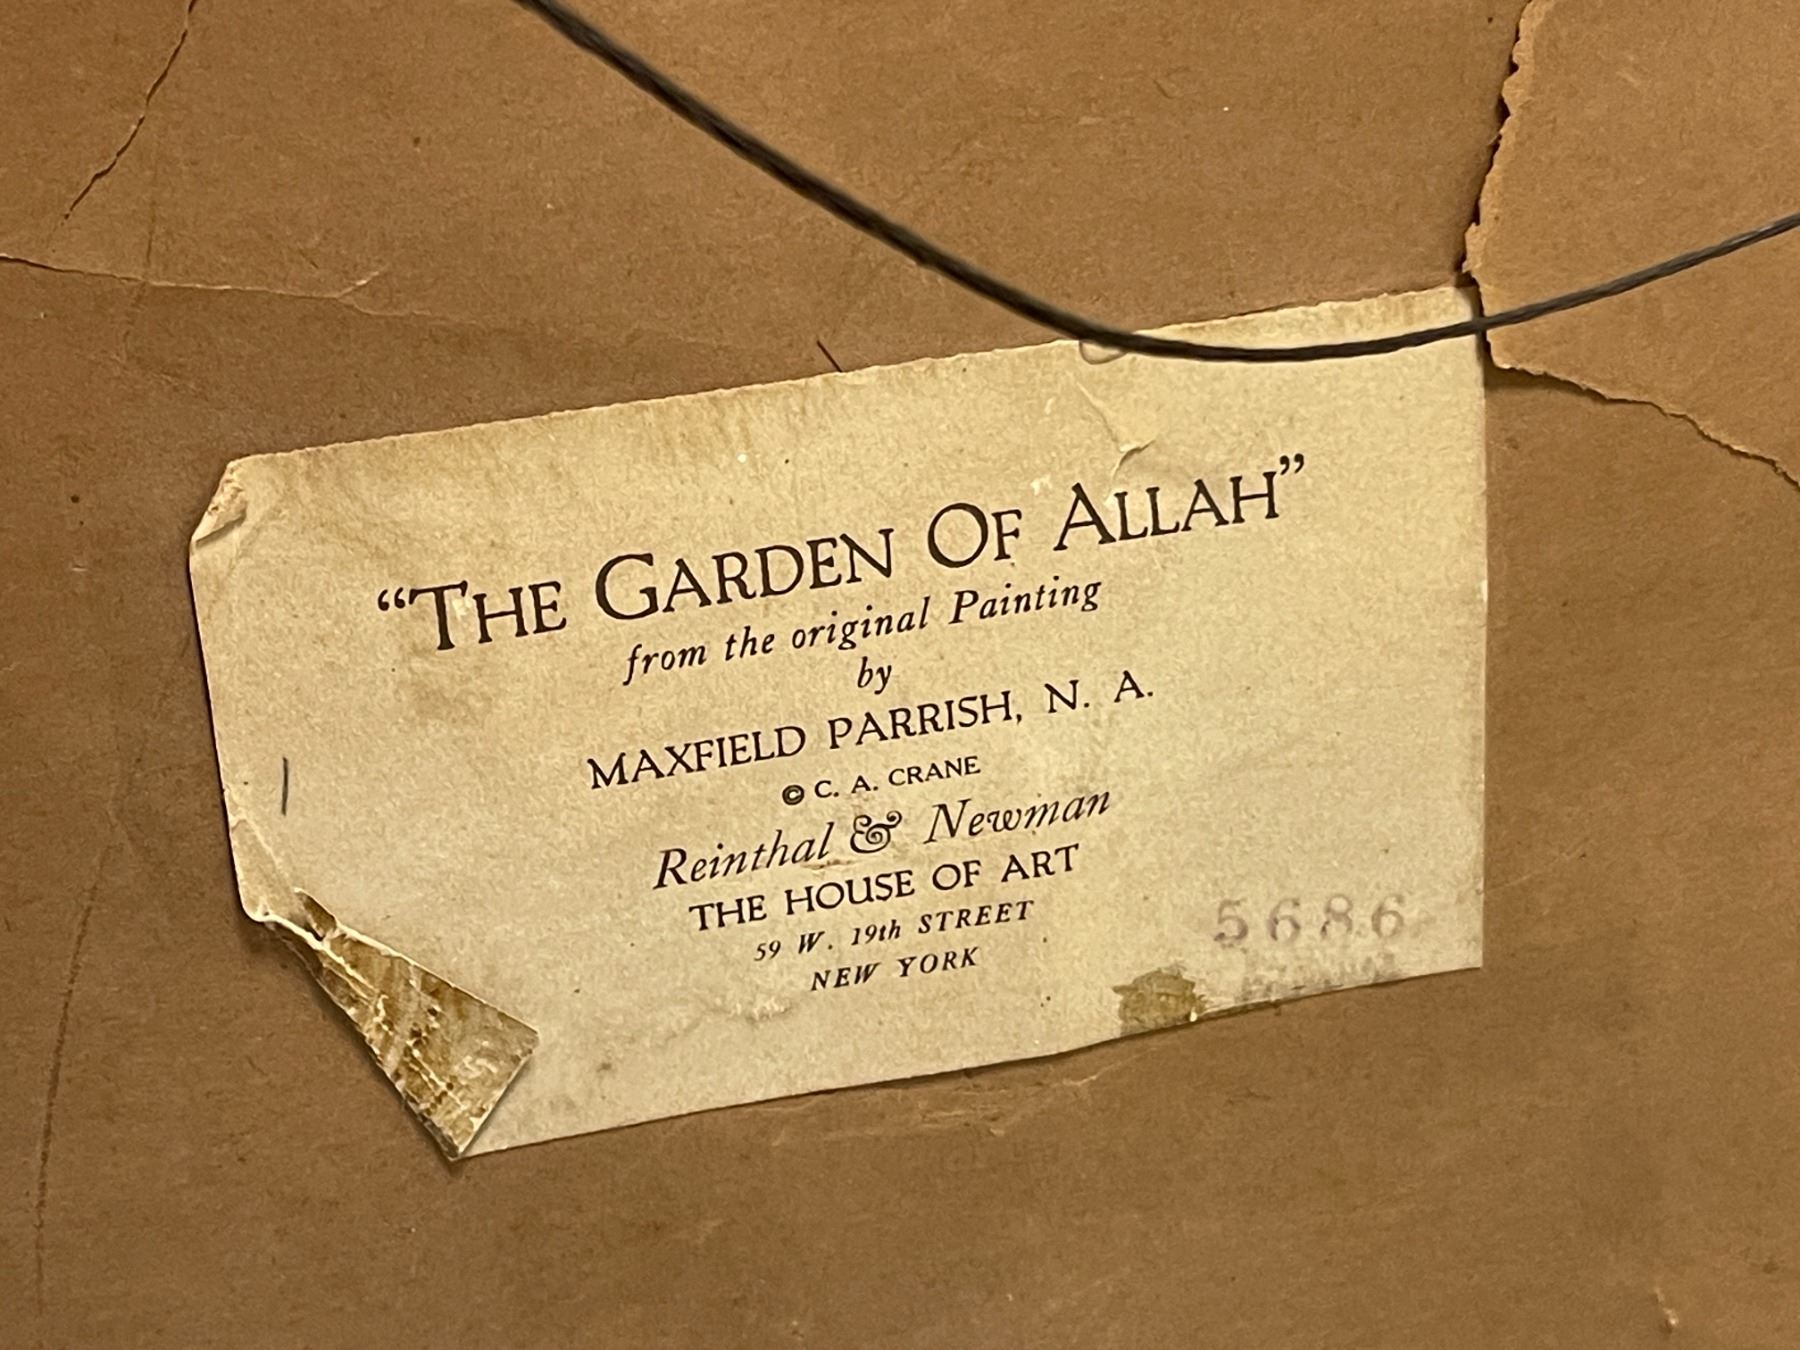 “THE GARDEN OF ALLAH”
from the original Painting
by
MAXFIELD PARRISH, N. A.
© C. A. CRANE
Reinthal & Newman
THE HOUSE OF ART
59 W. 19th STREET
NEW YORK
5686